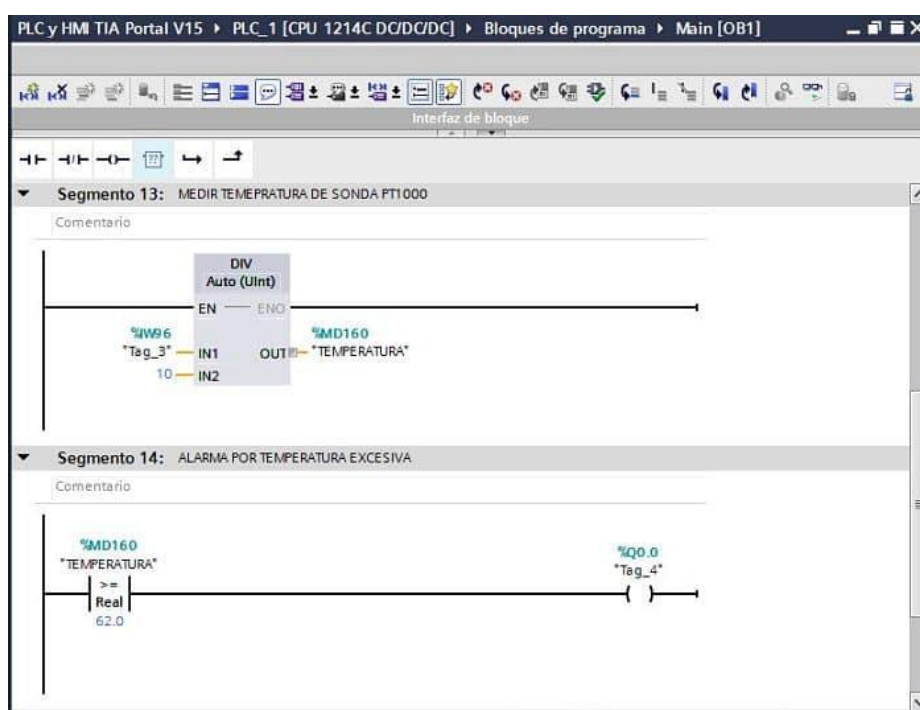 PLC y HMI TIA Portal V15 ▸ PLC_1 [CPU 1214C DC/DC/DC] ▸ Bloques de programa ▸ Main [OB1]
Interfaz de bloque
Segmento 13: MEDIR TEMEPRATURA DE SONDA PT1000
Comentario
DIV
Auto (UInt)
EN ENO
%IW96
"Tag_3" IN1
10 IN2
OUT %MD160
"TEMPERATURA"
Segmento 14: ALARMA POR TEMPERATURA EXCESIVA
Comentario
%MD160
"TEMPERATURA"
>=
Real
62.0
%Q0.0
"Tag_4"